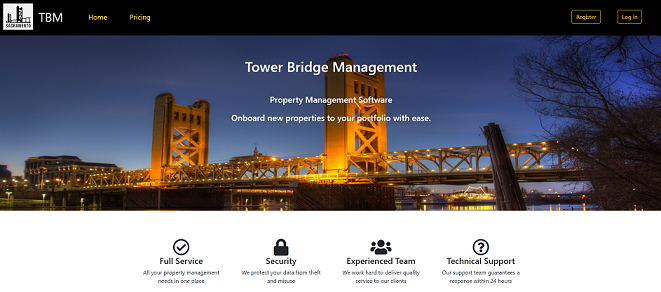 SACRAMENTO
TBM
Home
Pricing
Register
Log In
Tower Bridge Management
Property Management Software
Onboard new properties to your portfolio with ease.
Full Service
All your property management
needs in one place
Security
We protect your data from theft
and misuse
Experienced Team
We work hard to deliver quality
service to our clients
Technical Support
Our support team guarantees a
response within 24 hours